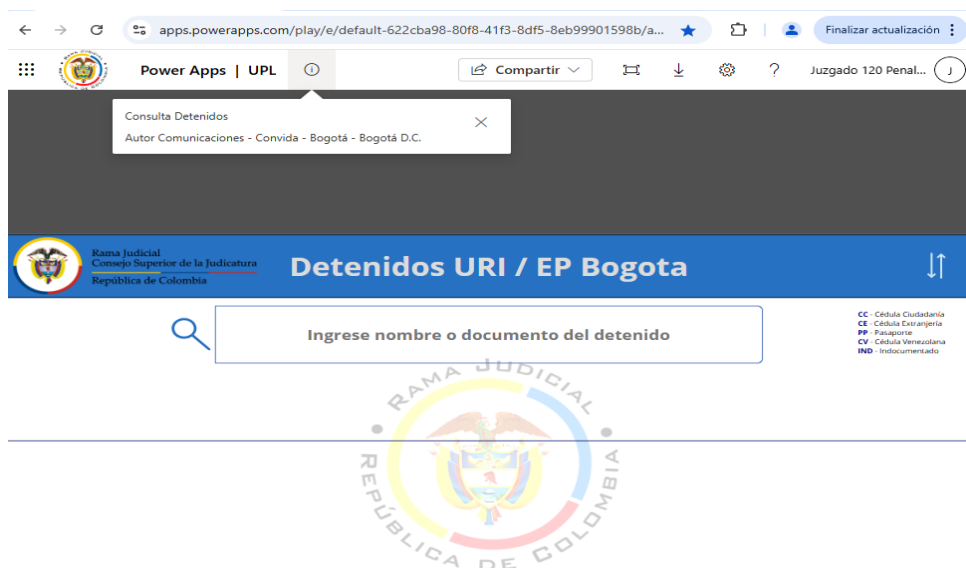 apps.powerapps.com/play/e/default-622cba98-80f8-41f3-8df5-8eb99901598b/a...
Finalizar actualización
Power Apps | UPL
Compartir
?
Juzgado 120 Penal...
J
Consulta Detenidos
Autor Comunicaciones - Convida - Bogotá - Bogotá D.C.
Rama Judicial
Consejo Superior de la Judicatura
República de Colombia
Detenidos URI / EP Bogota
Ingrese nombre o documento del detenido
CC - Cédula Ciudadanía
CE - Cédula Extranjería
PP - Pasaporte
CV - Cédula Venezolana
IND - Indocumentado
RAMA JUDICIAL
REPÚBLICA DE COLOMBIA